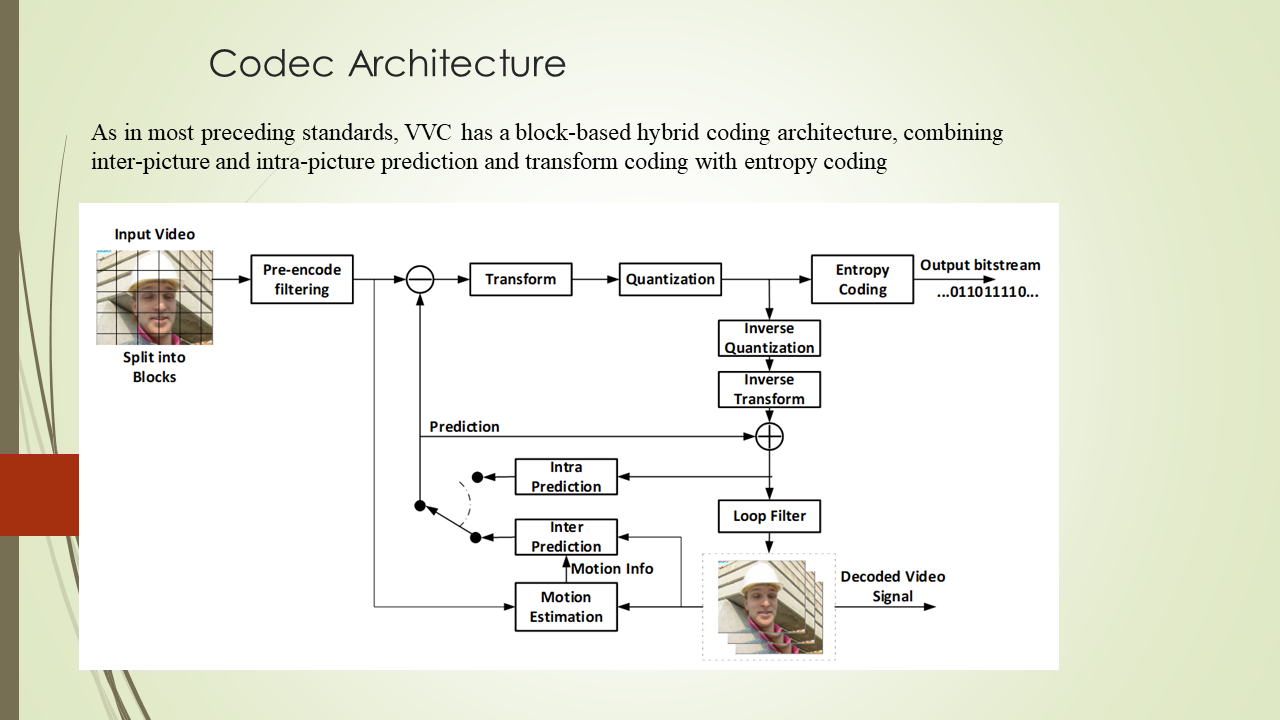 Codec Architecture
As in most preceding standards, VVC has a block-based hybrid coding architecture, combining
inter-picture and intra-picture prediction and transform coding with entropy coding
Input Video
Split into
Blocks
Pre-encode
filtering
Transform
Quantization
Entropy
Coding
Output bitstream
...011011110...
Inverse
Quantization
Inverse
Transform
Prediction
Intra
Prediction
Loop Filter
Inter
Prediction
Motion Info
Motion
Estimation
Decoded Video
Signal